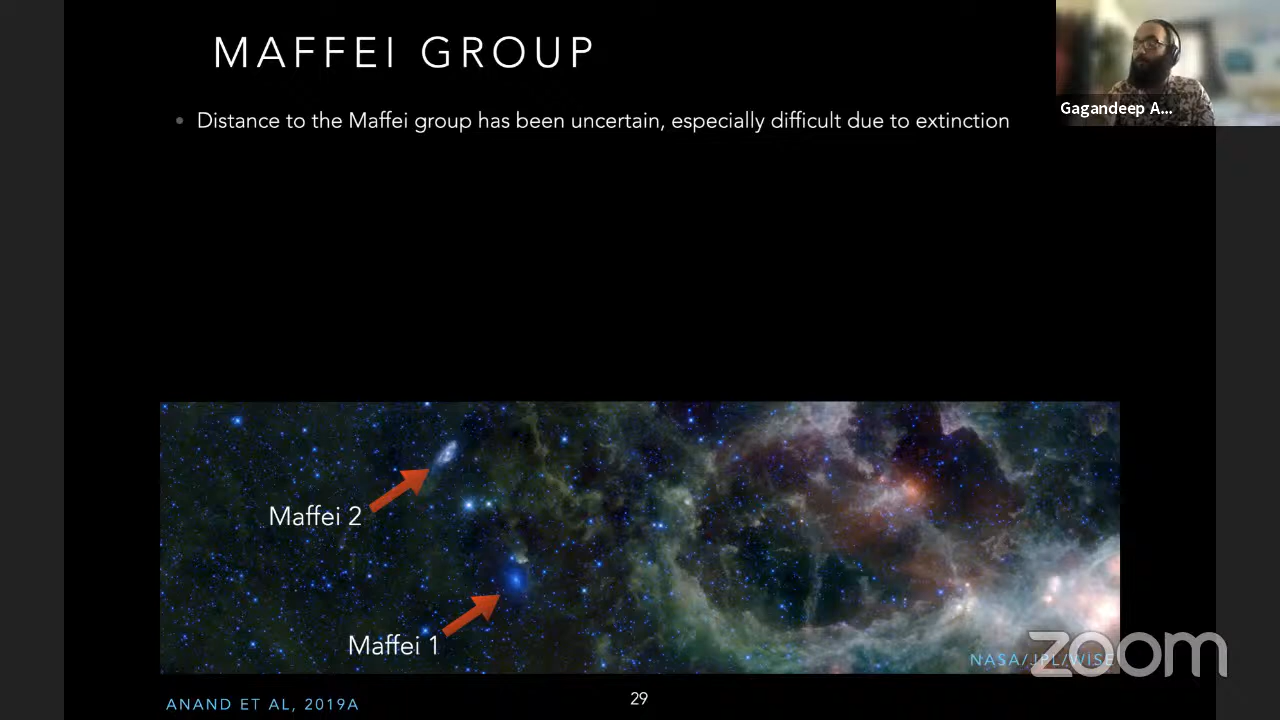 MAFFEI GROUP
• Distance to the Maffei group has been uncertain, especially difficult due to extinction
Gagandeep A...
Maffei 2
Maffei 1
NASA/JPL/WISE
zoom
ANAND ET AL, 2019A
29